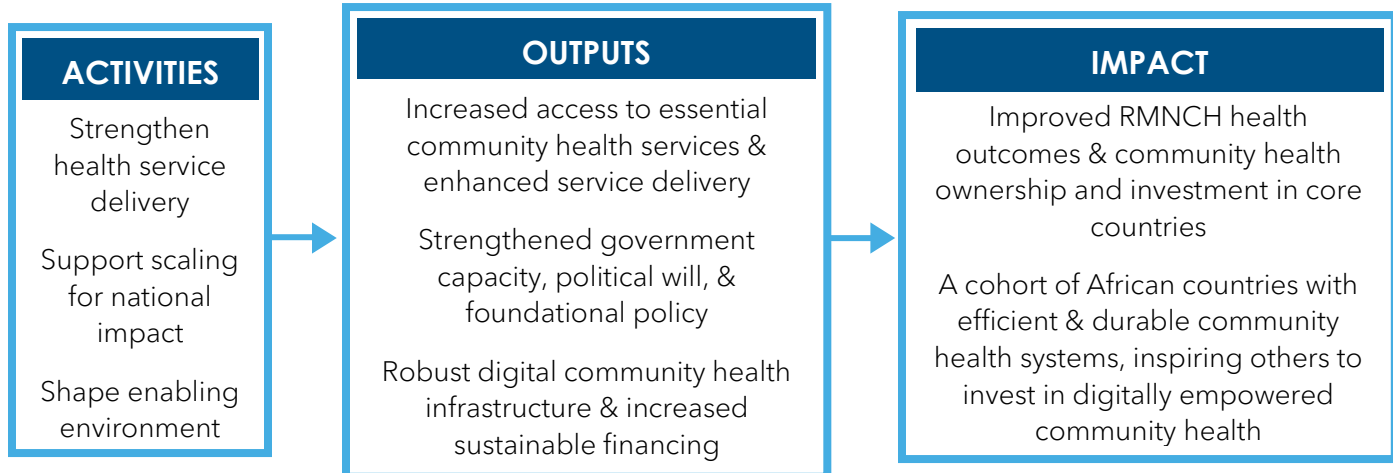 ACTIVITIES
Strengthen
health service
delivery
Support scaling
for national
impact
Shape enabling
environment
OUTPUTS
Increased access to essential
community health services &
enhanced service delivery
Strengthened government
capacity, political will, &
foundational policy
Robust digital community health
infrastructure & increased
sustainable financing
IMPACT
Improved RMNCH health
outcomes & community health
ownership and investment in core
countries
A cohort of African countries with
efficient & durable community
health systems, inspiring others to
invest in digitally empowered
community health